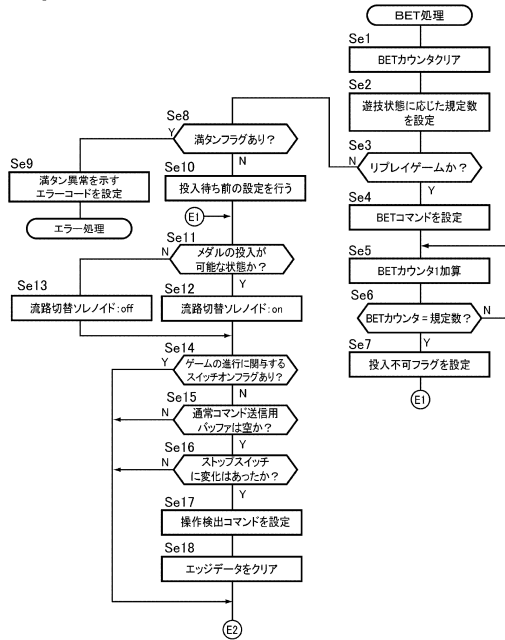 BET処理
Se1
BETカウンタクリア
Se2
遊技状態に応じた規定数
を設定
Se3
リプレイゲームか？
N
Y
Se4
BETコマンドを設定
Se5
BETカウンタ1加算
Se6
BETカウンタ＝規定数？
N
Y
Se7
投入不可フラグを設定
E1
Se8
満タンフラグあり？
Y
N
Se9
満タン異常を示す
エラーコードを設定
エラー処理
Se10
投入待ち前の設定を行う
E1
Se11
メダルの投入が
可能な状態か？
N
Y
Se13
流路切替ソレノイド：off
Se12
流路切替ソレノイド：on
Se14
ゲームの進行に関与する
スイッチオンフラグあり？
Y
N
Se15
通常コマンド送信用
バッファは空か？
N
Y
Se16
ストップスイッチ
に変化はあったか？
N
Y
Se17
操作検出コマンドを設定
Se18
エッジデータをクリア
E2